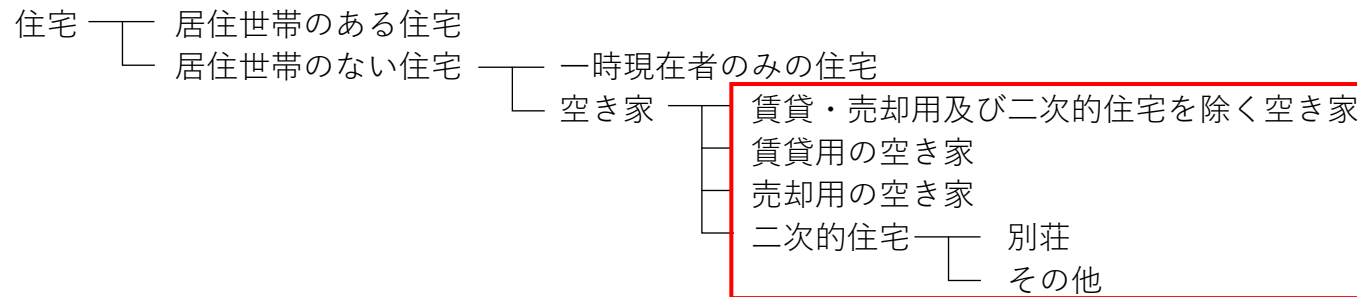 住宅 居住世帯のある住宅
居住世帯のない住宅 一時現在者のみの住宅
空き家 賃貸・売却用及び二次的住宅を除く空き家
賃貸用の空き家
売却用の空き家
二次的住宅 別荘
その他